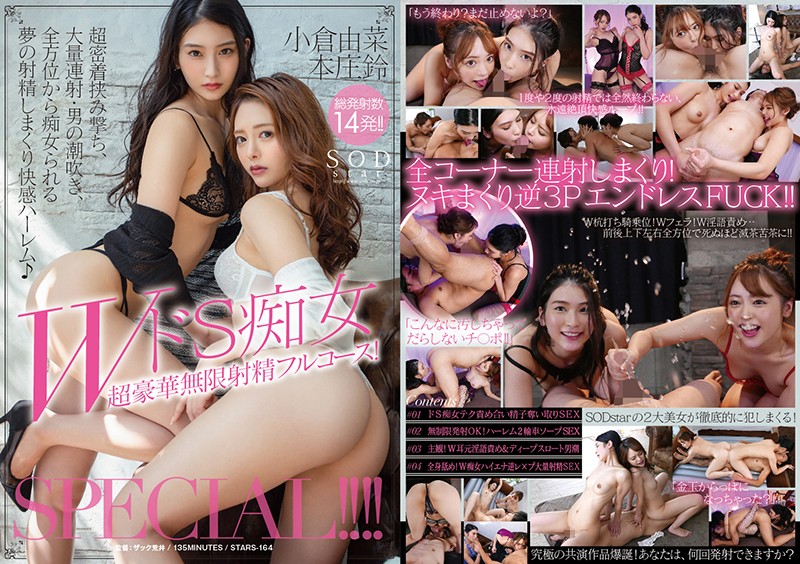 小倉由菜
本庄鈴
総発射数
14発!!
SOD
STAR
超密着挟み撃ち、
大量連射・男の潮吹き、
全方位から痴女られる
夢の射精しまくり快感ハーレム♪
WドS痴女
超豪華無限射精フルコース!
SPECIAL!!!!
監督:ザック荒井 / 135MINUTES / STARS-164
「もう終わり?まだ止めないよ?」
1度や2度の射精では全然終わらない、
永遠絶頂快感ループ!!
全コーナー連射しまくり!
ヌキまくり逆3PエンドレスFUCK!!
W杭打ち騎乗位!Wフェラ!W淫語責め…
前後上下左右全方位で死ぬほど滅茶苦茶に!!
「こんなに汚しちゃっ
だらしないチ○ポ!!」
Contents
#01 ドS痴女テク責め合い精子奪い取りSEX
#02 無制限発射OK!ハーレム2輪車ソープSEX
#03 主観!W耳元淫語責め&ディープスロート男潮
#04 全身舐め!W痴女ハイエナ逆レ×プ大量射精SEX
SODstarの2大美女が徹底的に犯しまくる!
「金玉からっぽに
なっちゃった?!」
究極の共演作品爆誕!あなたは、何回発射できますか?